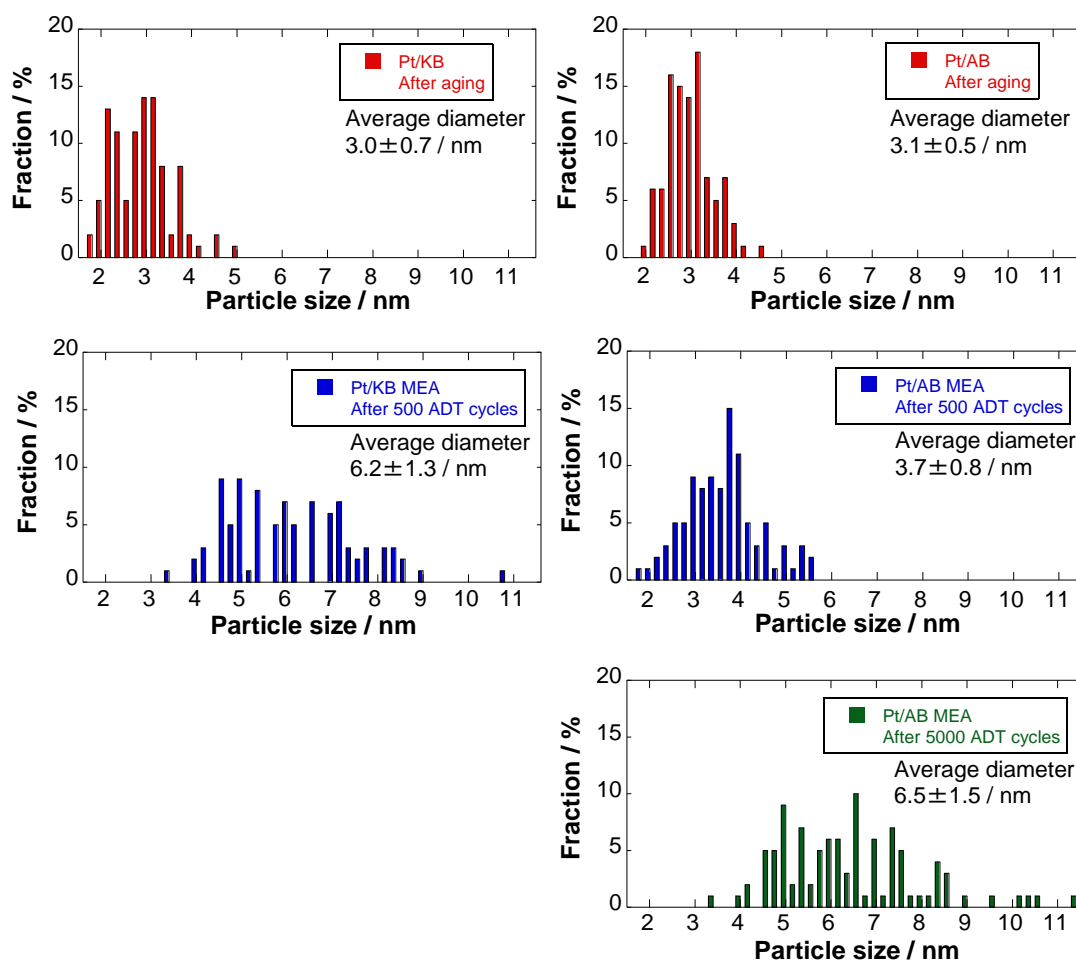 20
15
10
5
0
Fraction / %
Pt/KB
After aging
Average diameter
3.0±0.7 / nm
2 3 4 5 6 7 8 9 10 11
Particle size / nm
20
15
10
5
0
Fraction / %
Pt/AB
After aging
Average diameter
3.1±0.5 / nm
2 3 4 5 6 7 8 9 10 11
Particle size / nm
20
15
10
5
0
Fraction / %
Pt/KB MEA
After 500 ADT cycles
Average diameter
6.2±1.3 / nm
2 3 4 5 6 7 8 9 10 11
Particle size / nm
20
15
10
5
0
Fraction / %
Pt/AB MEA
After 500 ADT cycles
Average diameter
3.7±0.8 / nm
2 3 4 5 6 7 8 9 10 11
Particle size / nm
20
15
10
5
0
Fraction / %
Pt/AB MEA
After 5000 ADT cycles
Average diameter
6.5±1.5 / nm
2 3 4 5 6 7 8 9 10 11
Particle size / nm